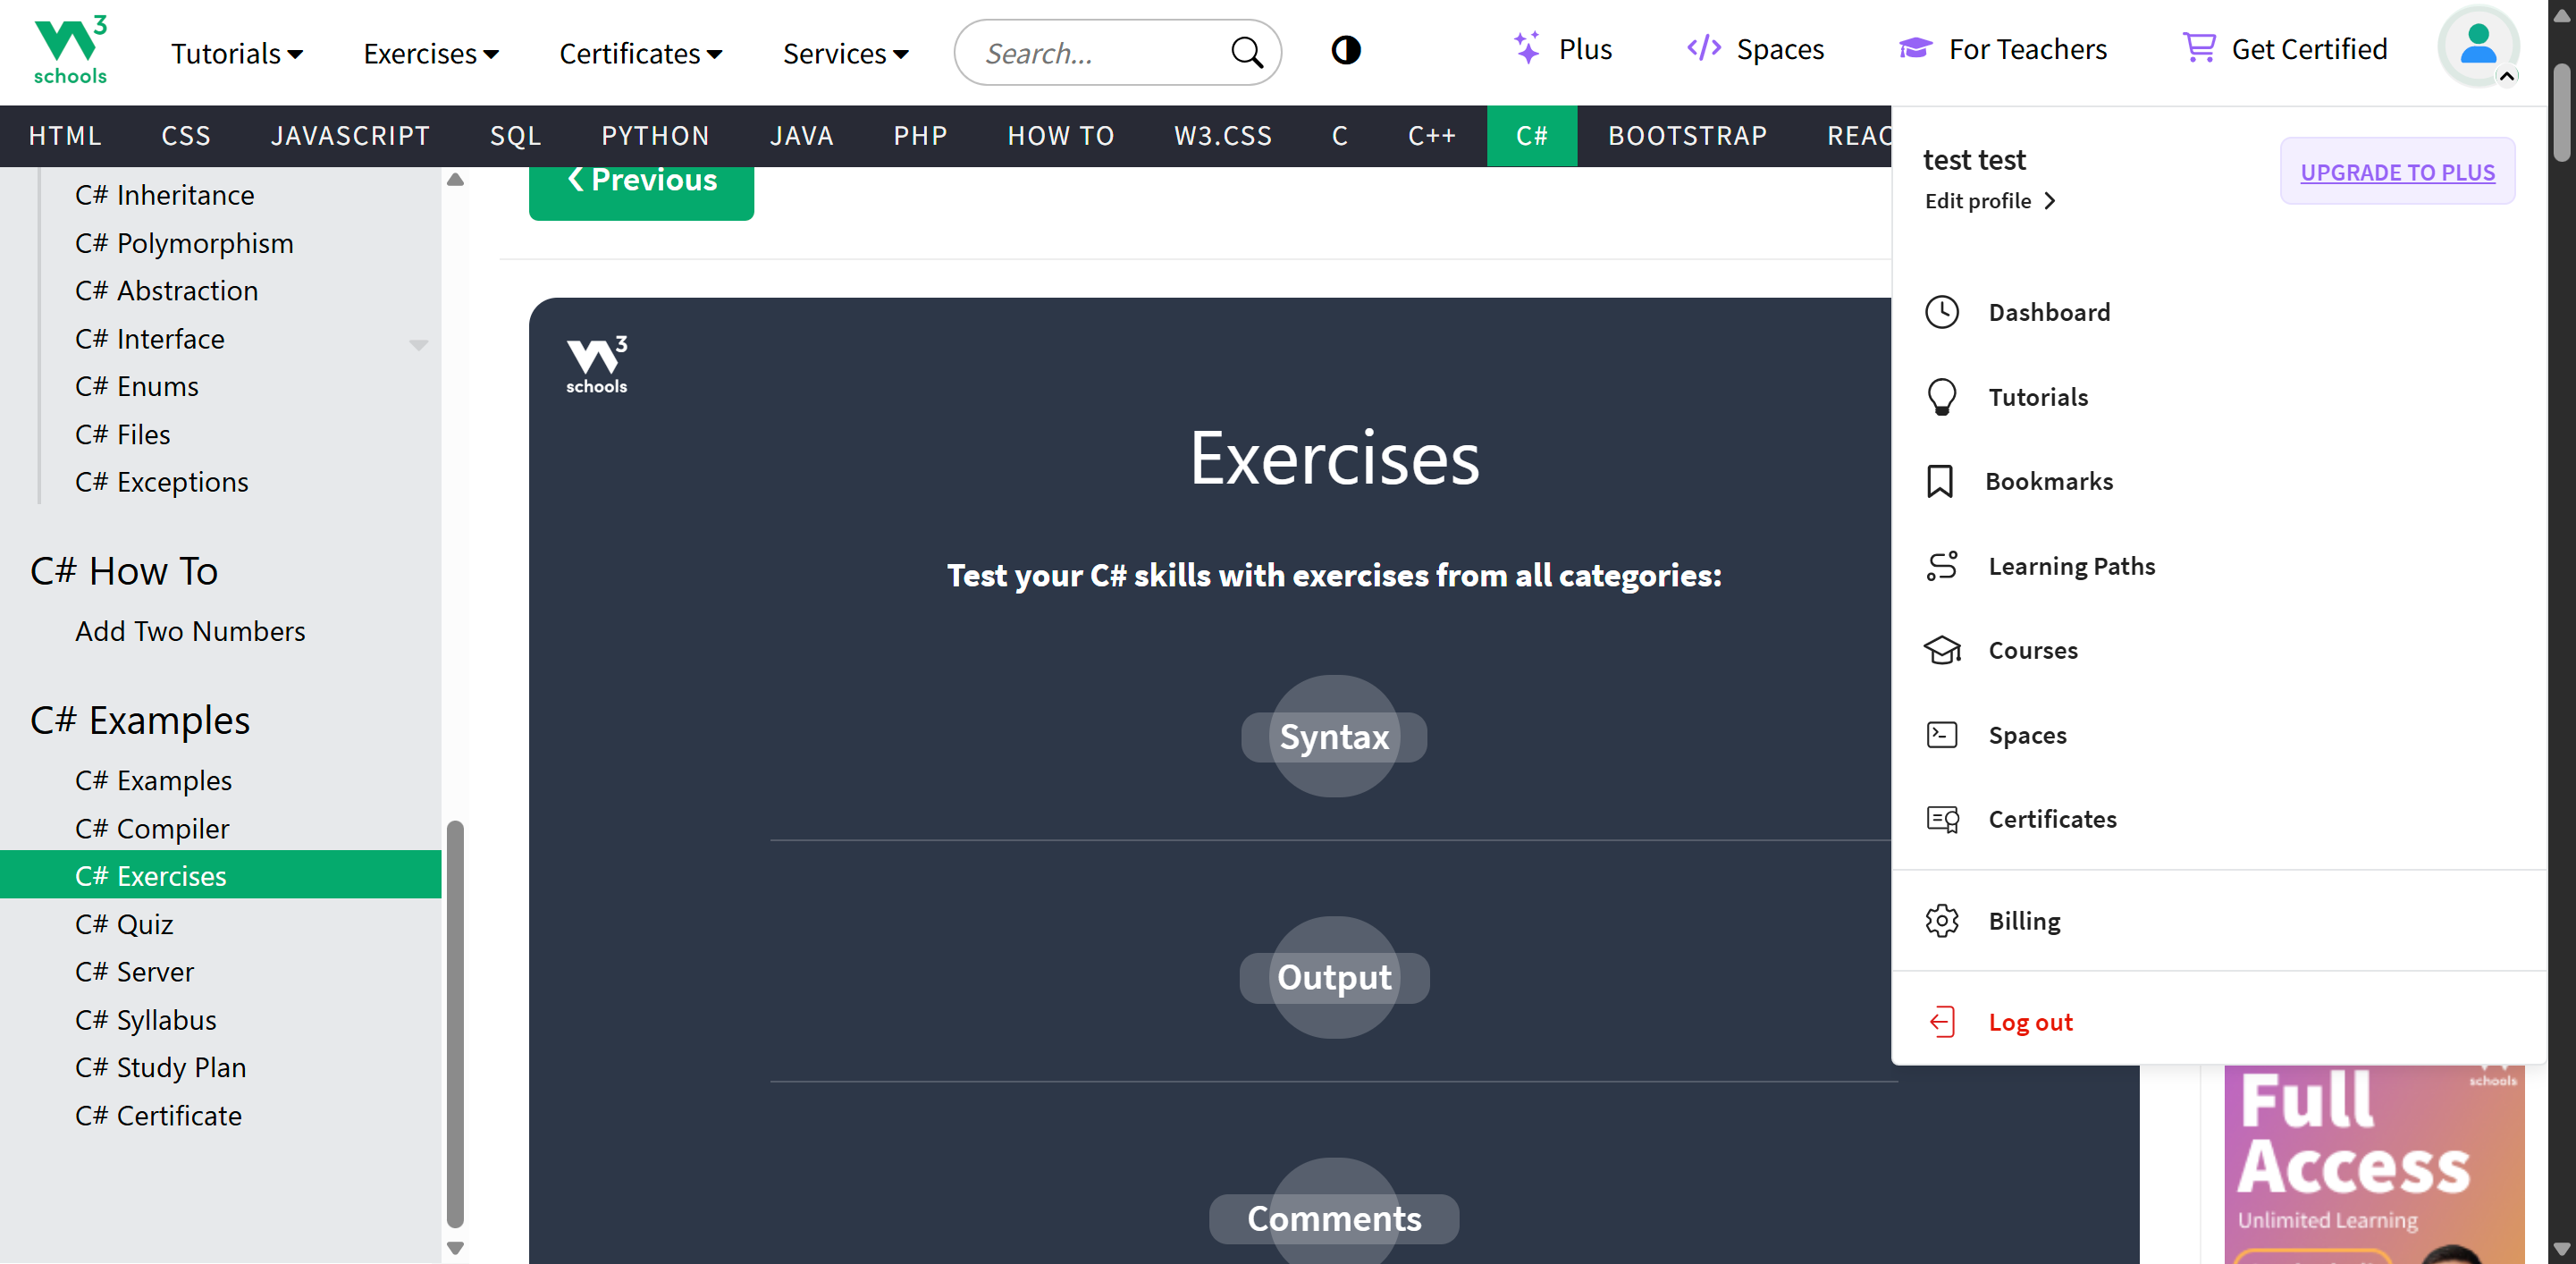 W3 schools
Tutorials
Exercises
Certificates
Services
Search...
Plus
Spaces
For Teachers
Get Certified
HTML
CSS
JAVASCRIPT
SQL
PYTHON
JAVA
PHP
HOW TO
W3.CSS
C
C++
C#
BOOTSTRAP
REAC
C# Inheritance
C# Polymorphism
C# Abstraction
C# Interface
C# Enums
C# Files
C# Exceptions
C# How To
Add Two Numbers
C# Examples
C# Examples
C# Compiler
C# Exercises
C# Quiz
C# Server
C# Syllabus
C# Study Plan
C# Certificate
❮ Previous
W3 schools
Exercises
Test your C# skills with exercises from all categories:
Syntax
Output
Comments
test test
UPGRADE TO PLUS
Edit profile
Dashboard
Tutorials
Bookmarks
Learning Paths
Courses
Spaces
Certificates
Billing
Log out
schools
Full
Access
Unlimited Learning